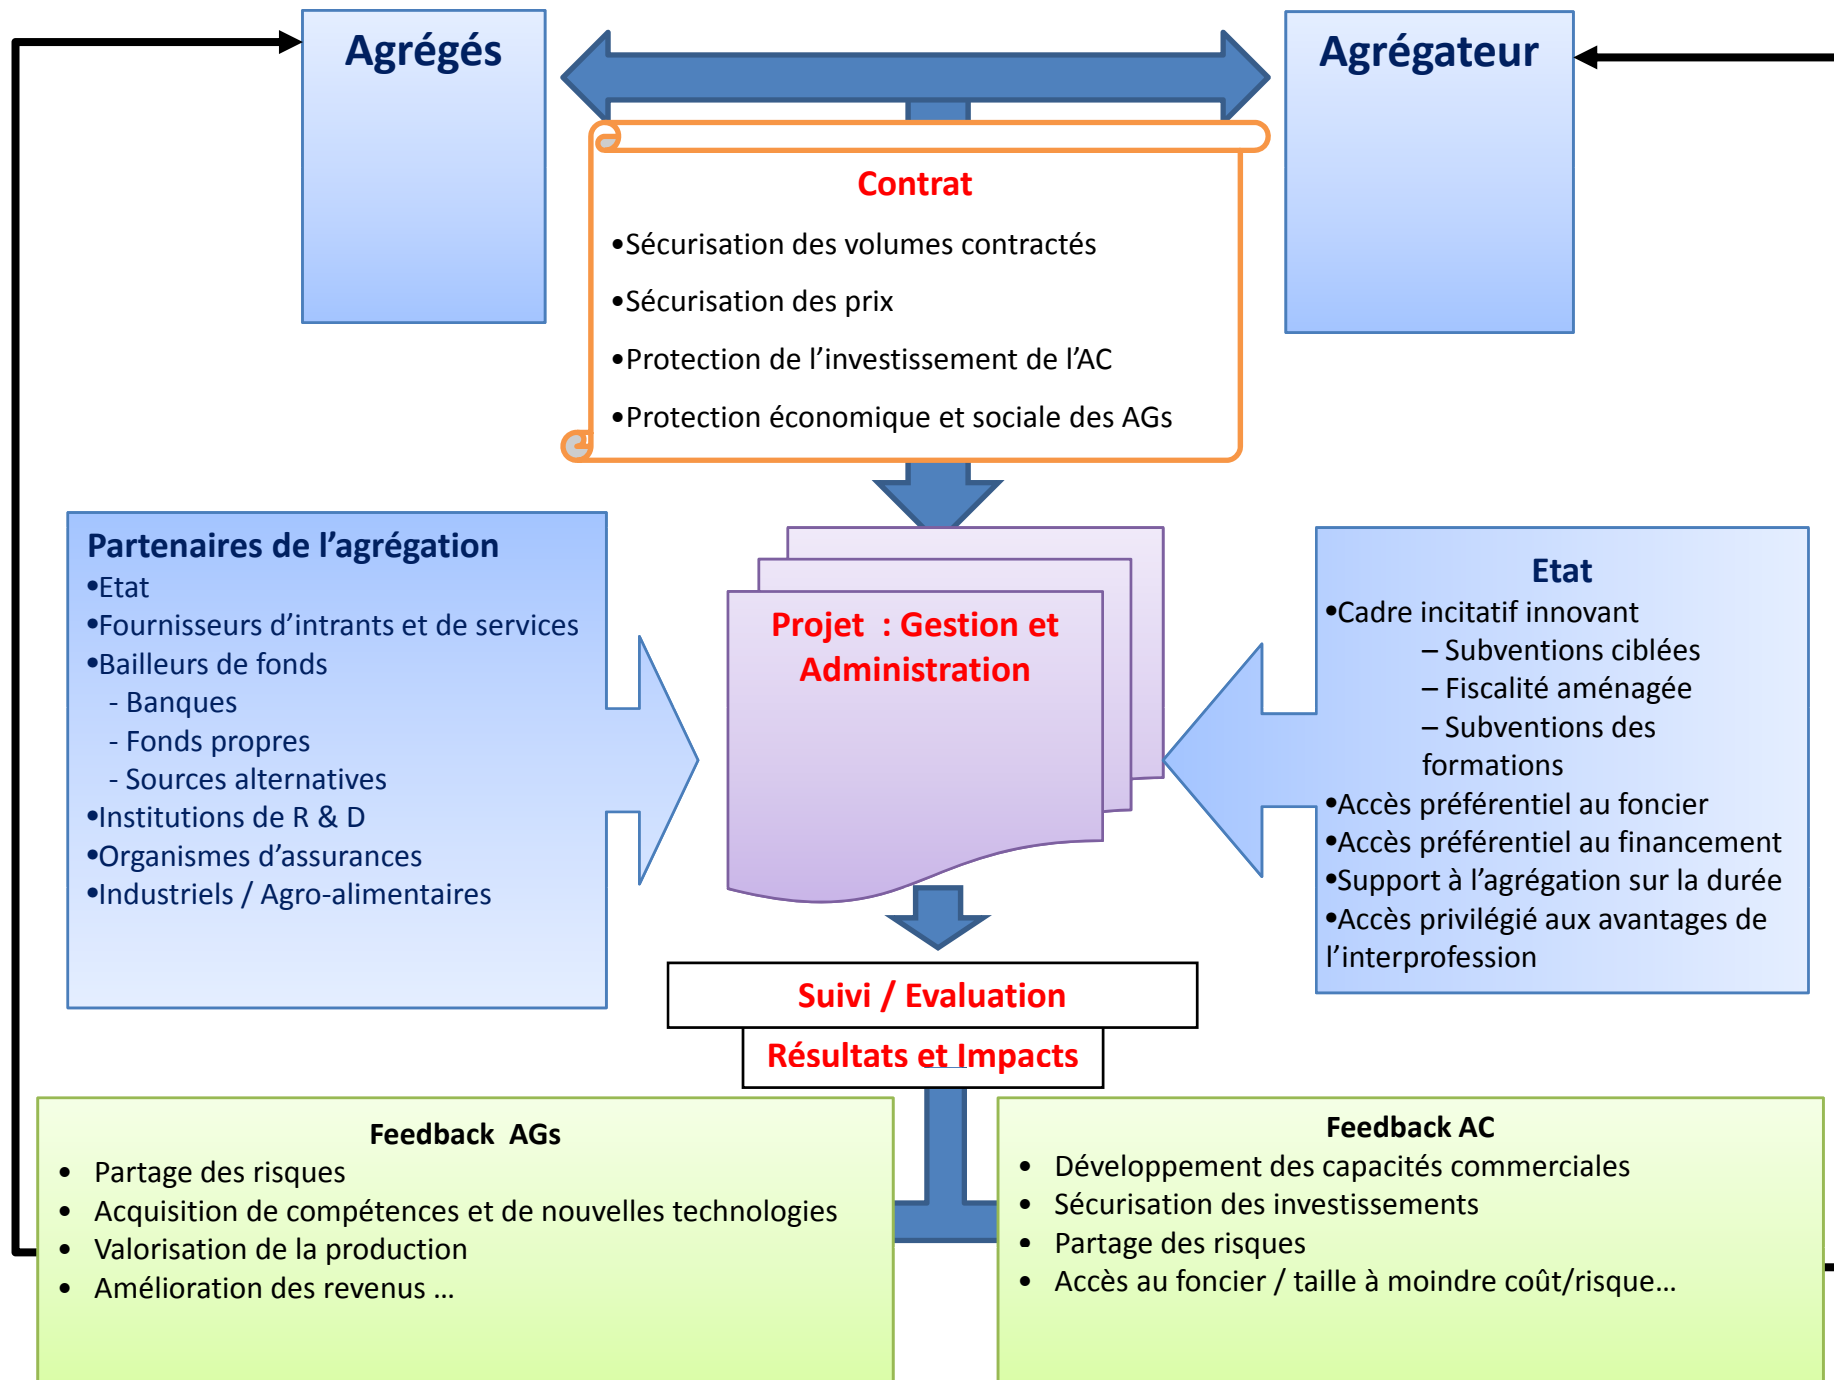 Agrégés
Agrégateur
Contrat
•Sécurisation des volumes contractés
•Sécurisation des prix
•Protection de l’investissement de l’AC
•Protection économique et sociale des AGs
Partenaires de l’agrégation
•Etat
•Fournisseurs d’intrants et de services
•Bailleurs de fonds
- Banques
- Fonds propres
- Sources alternatives
•Institutions de R & D
•Organismes d’assurances
•Industriels / Agro-alimentaires
Projet : Gestion et
Administration
Etat
•Cadre incitatif innovant
– Subventions ciblées
– Fiscalité aménagée
– Subventions des
formations
•Accès préférentiel au foncier
•Accès préférentiel au financement
•Support à l’agrégation sur la durée
•Accès privilégié aux avantages de
l’interprofession
Suivi / Evaluation
Résultats et Impacts
Feedback AGs
• Partage des risques
• Acquisition de compétences et de nouvelles technologies
• Valorisation de la production
• Amélioration des revenus …
Feedback AC
• Développement des capacités commerciales
• Sécurisation des investissements
• Partage des risques
• Accès au foncier / taille à moindre coût/risque…